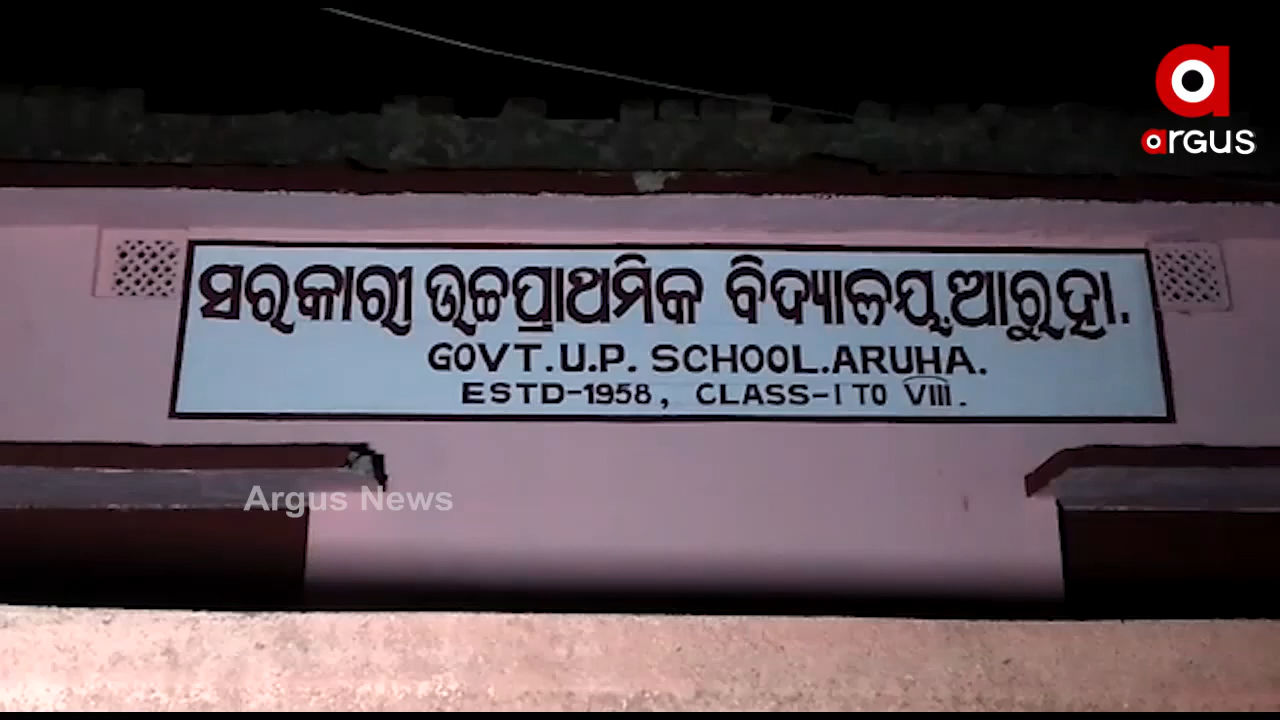 argus
ସରକାରୀ ଉଚ୍ଚପ୍ରାଥମିକ ବିଦ୍ୟାଳୟ,ଆରୁହା.
GOVT.U.P. SCHOOL.ARUHA.
ESTD-1958, CLASS-I TO VIII.
Argus News